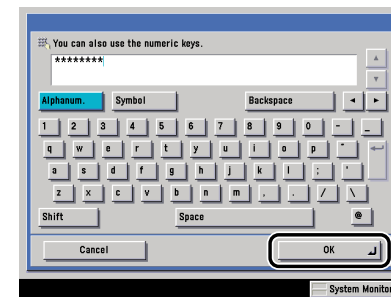 You can also use the numeric keys.
********
Alphanum. Symbol Backspace
1 2 3 4 5 6 7 8 9 0 - _
q w e r t y u i o p ^
a s d f g h j k l ; '
z x c v b n m , . / \
Shift Space @
Cancel OK
System Monitor